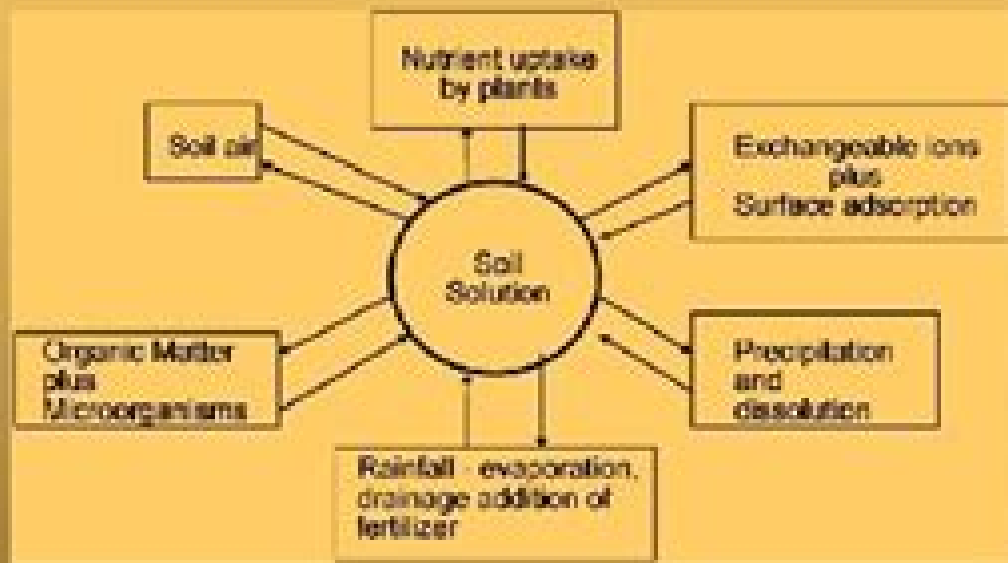 Nutrient uptake
by plants
Soil air
Exchangeable ions
plus
Surface adsorption
Soil
Solution
Organic Matter
plus
Microorganisms
Precipitation
and
dissolution
Rainfall - evaporation,
drainage addition of
fertilizer